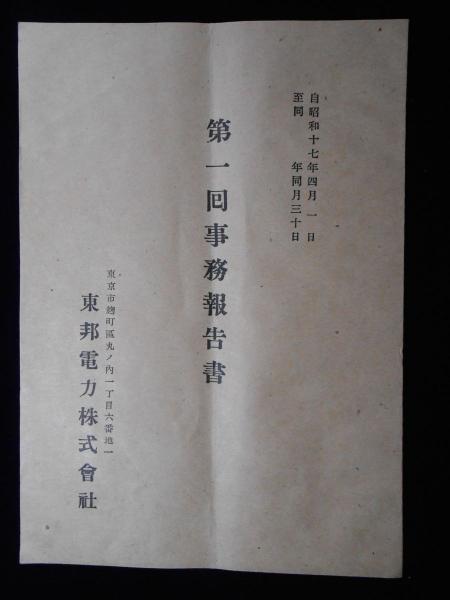 自昭和十七年四月一日
至同年同月三十日
第一回事務報告書
東京市麹町區丸ノ內一丁目六番地一
東邦電力株式會社